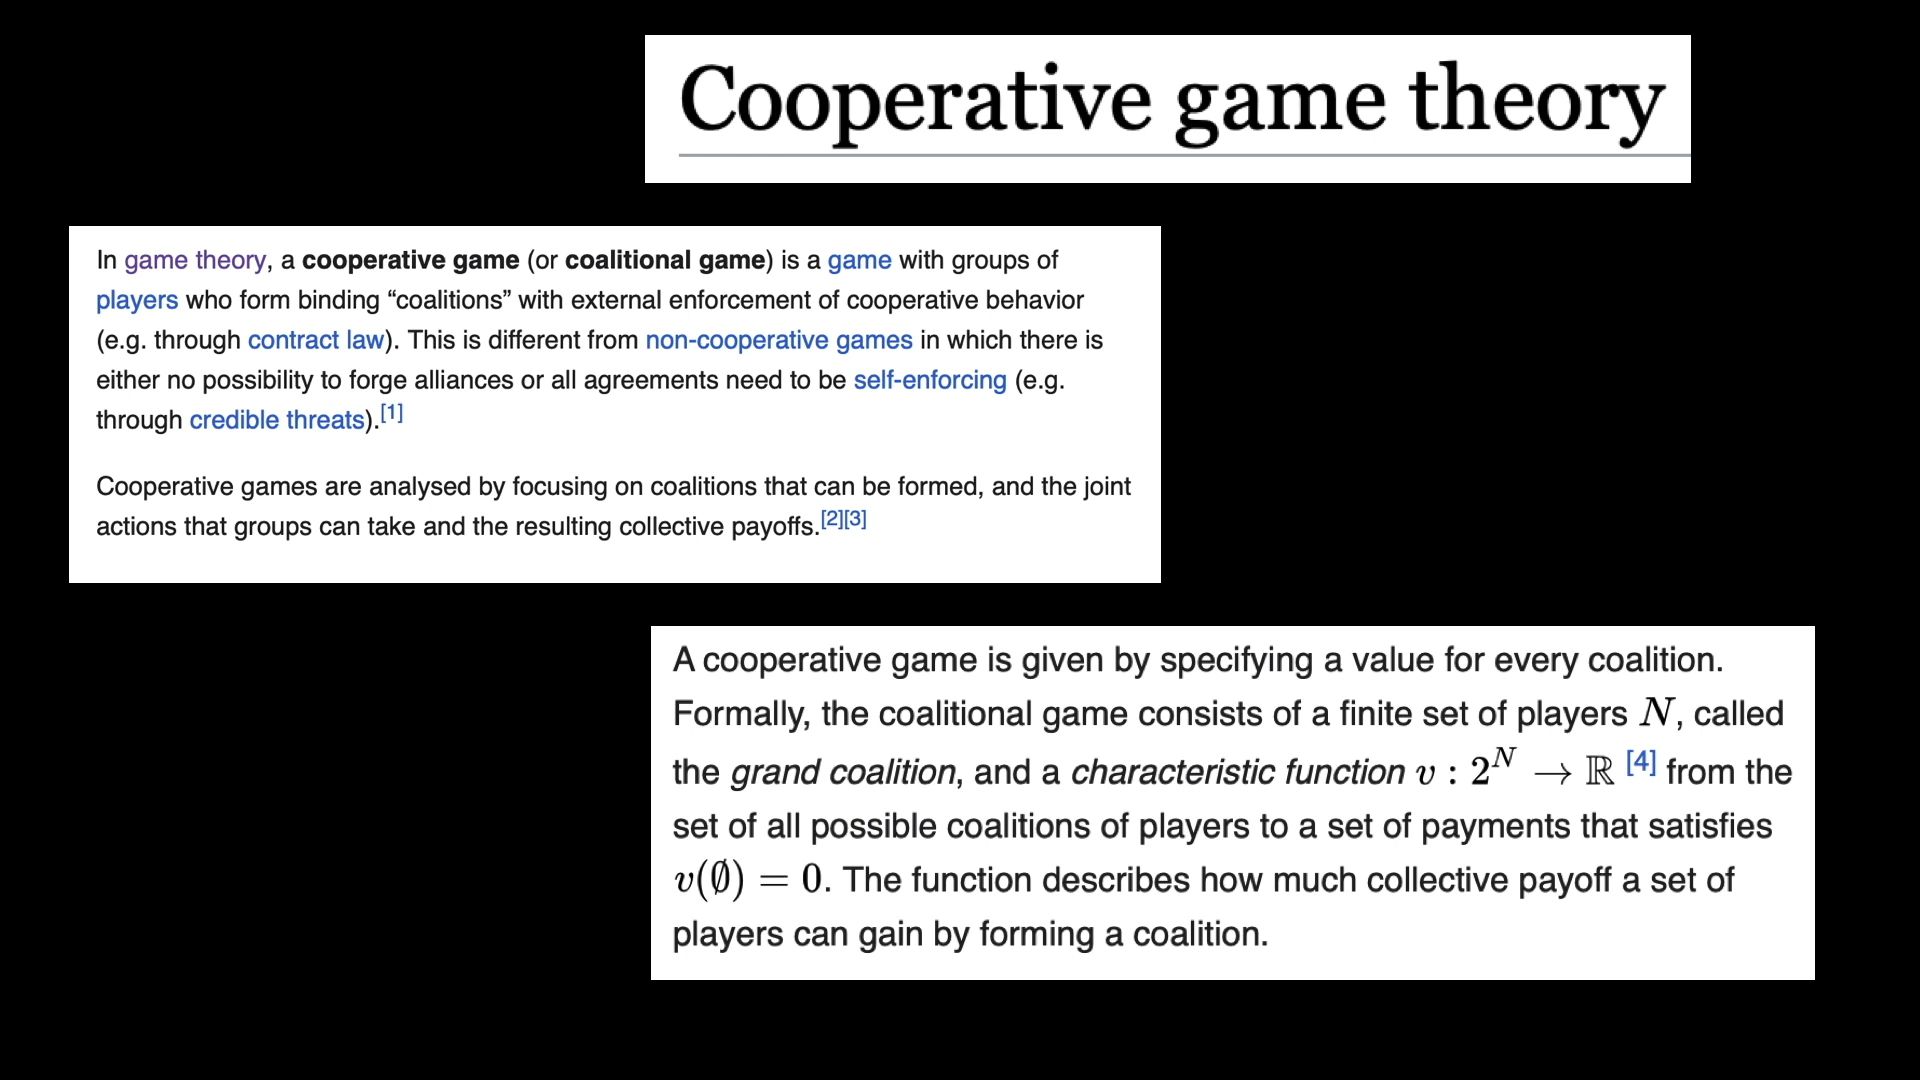 Cooperative game theory
In game theory, a cooperative game (or coalitional game) is a game with groups of
players who form binding “coalitions” with external enforcement of cooperative behavior
(e.g. through contract law). This is different from non-cooperative games in which there is
either no possibility to forge alliances or all agreements need to be self-enforcing (e.g.
through credible threats).[1]
Cooperative games are analysed by focusing on coalitions that can be formed, and the joint
actions that groups can take and the resulting collective payoffs.[2][3]
A cooperative game is given by specifying a value for every coalition.
Formally, the coalitional game consists of a finite set of players N, called
the grand coalition, and a characteristic function v : 2^N → ℝ [4] from the
set of all possible coalitions of players to a set of payments that satisfies
v(∅) = 0. The function describes how much collective payoff a set of
players can gain by forming a coalition.